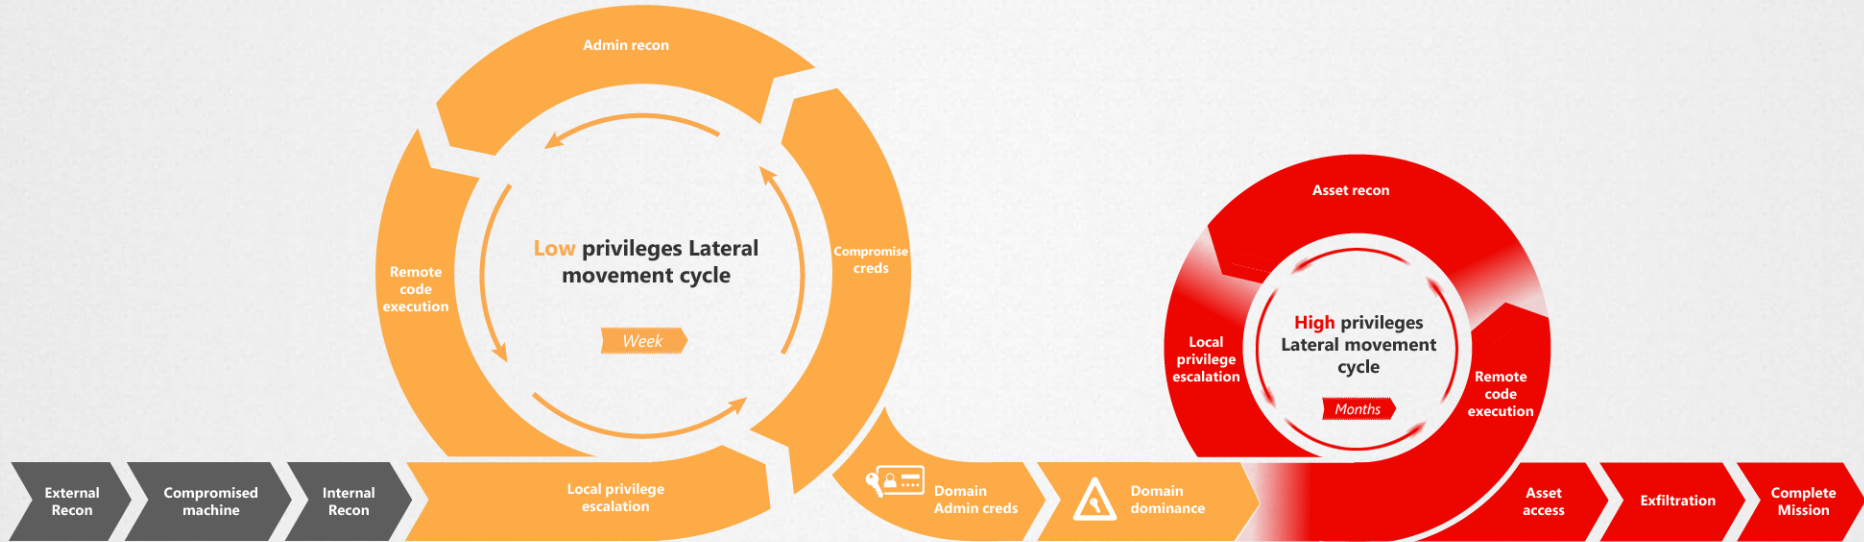 External
Recon
Compromised
machine
Internal
Recon
Local privilege
escalation
Compromise
creds
Admin recon
Remote
code
execution
Low privileges Lateral
movement cycle
Week
Domain
Admin creds
Domain
dominance
Remote
code
execution
Asset recon
Local
privilege
escalation
High privileges
Lateral movement
cycle
Months
Asset
access
Exfiltration
Complete
Mission